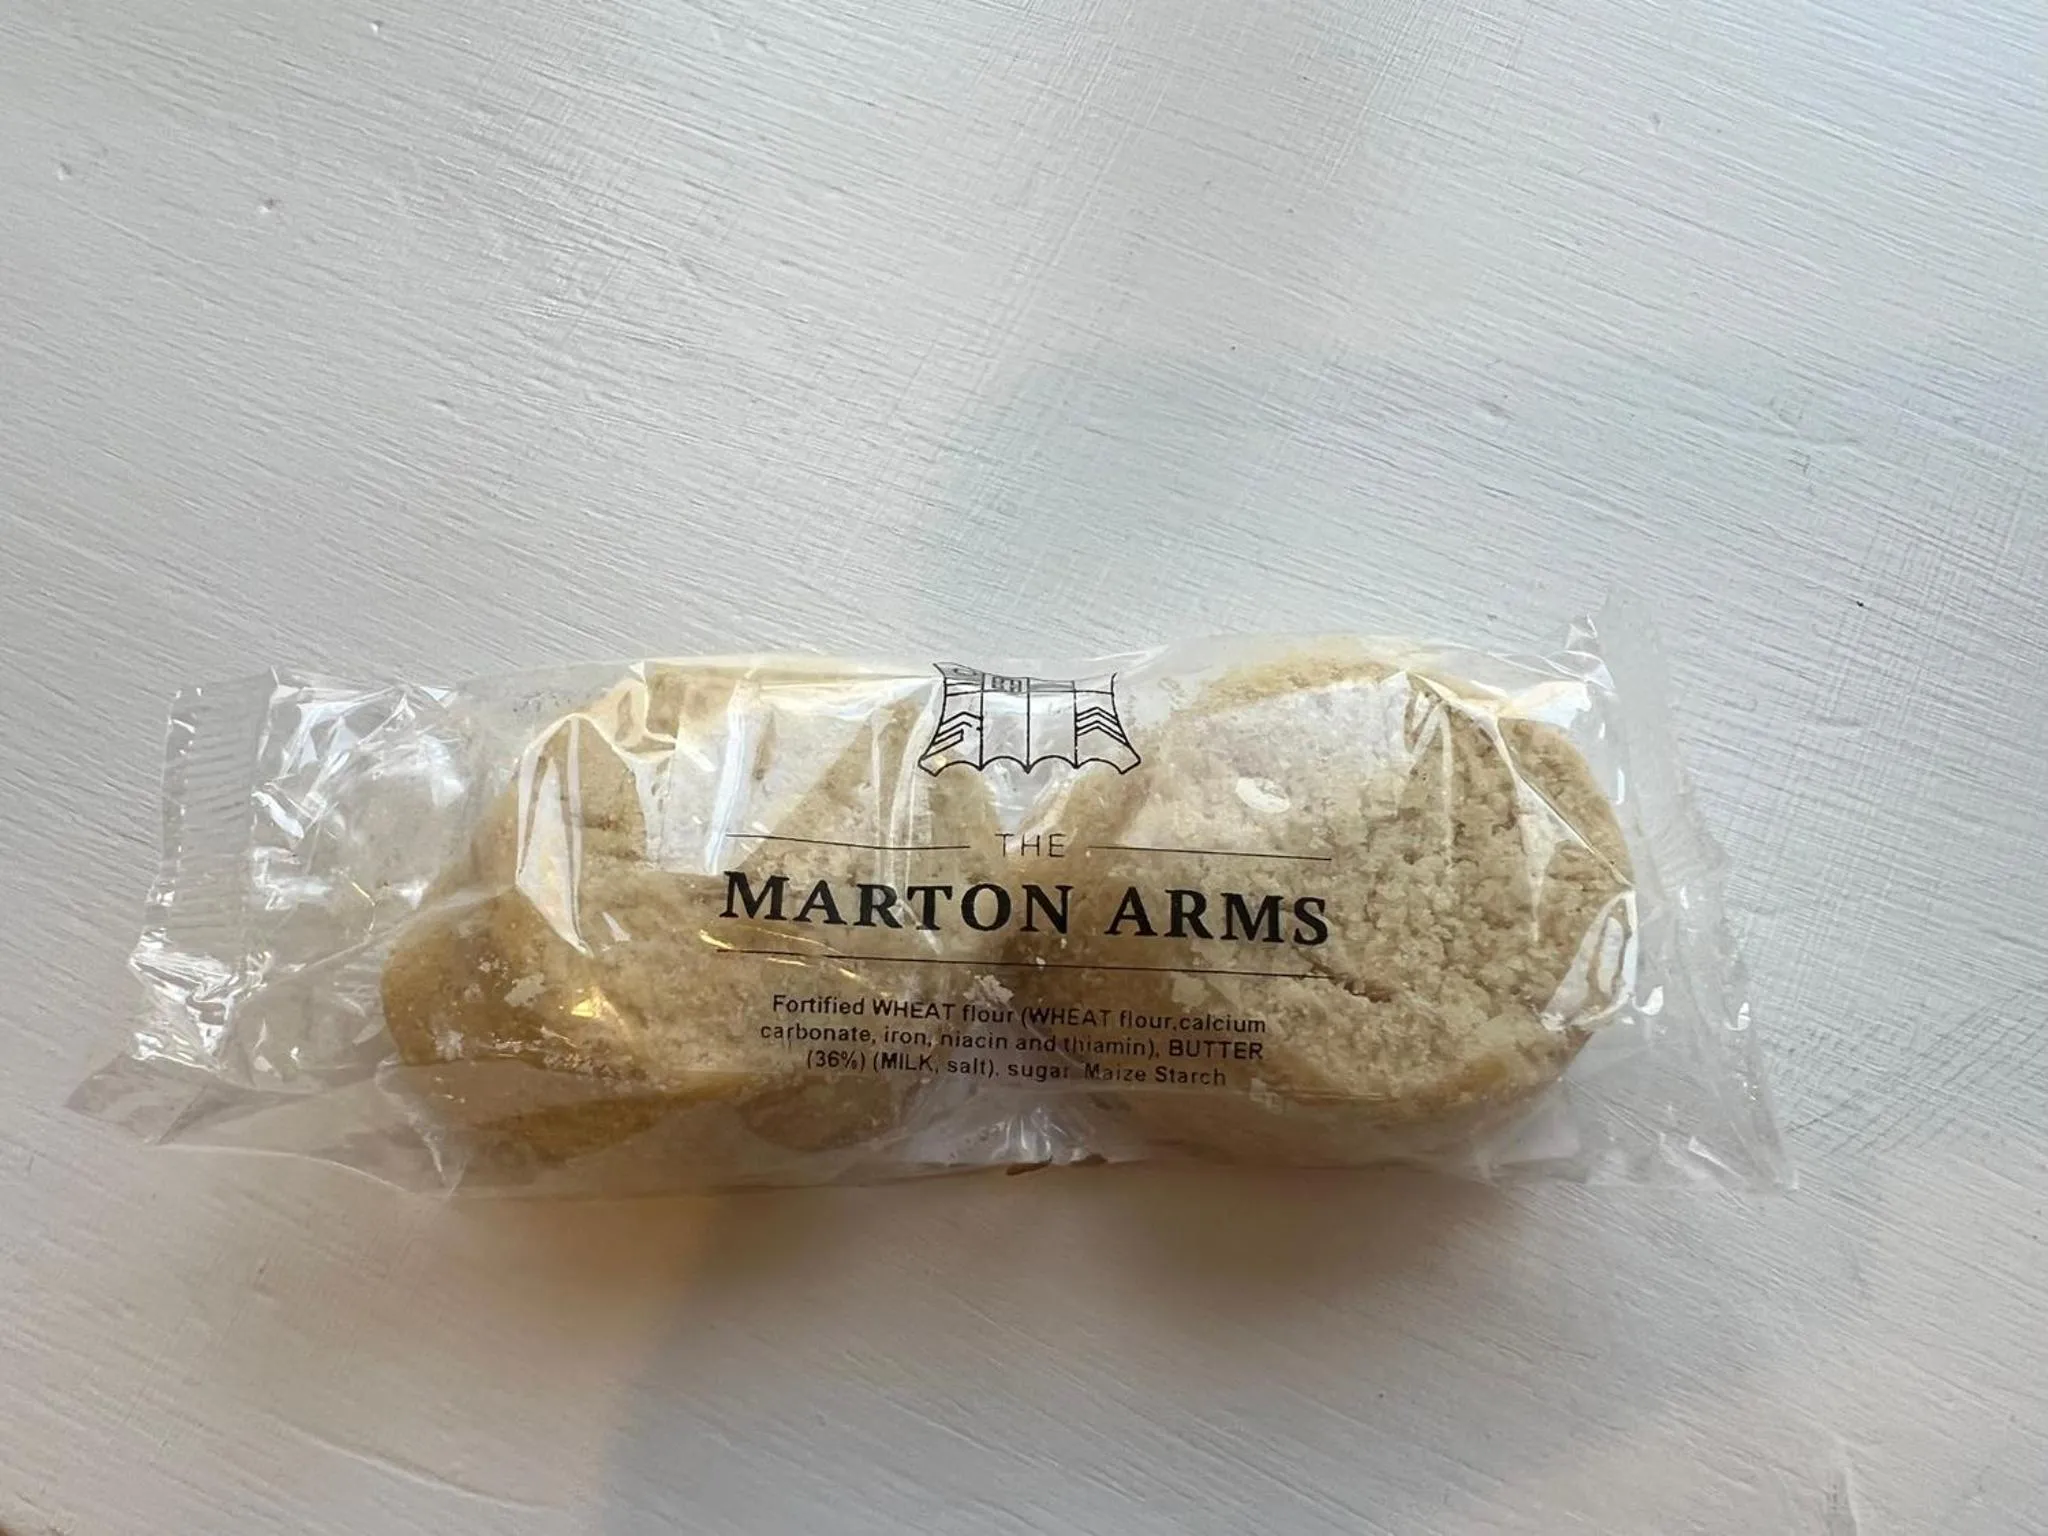 THE
MARTON ARMS
Fortified WHEAT flour (WHEAT flour,calcium
carbonate, iron, niacin and thiamin), BUTTER
(36%) (MILK, salt), sugar Maize Starch